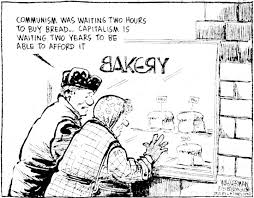 COMMUNISM WAS WAITING TWO HOURS
TO BUY BREAD... CAPITALISM IS
WAITING TWO YEARS TO BE
ABLE TO AFFORD IT
BAKERY